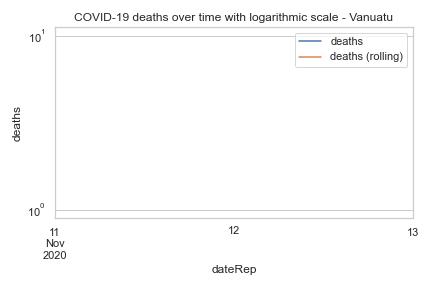 COVID-19 deaths over time with logarithmic scale - Vanuatu
deaths
deaths (rolling)
10¹
deaths
10⁰
11
12
13
Nov
2020
dateRep